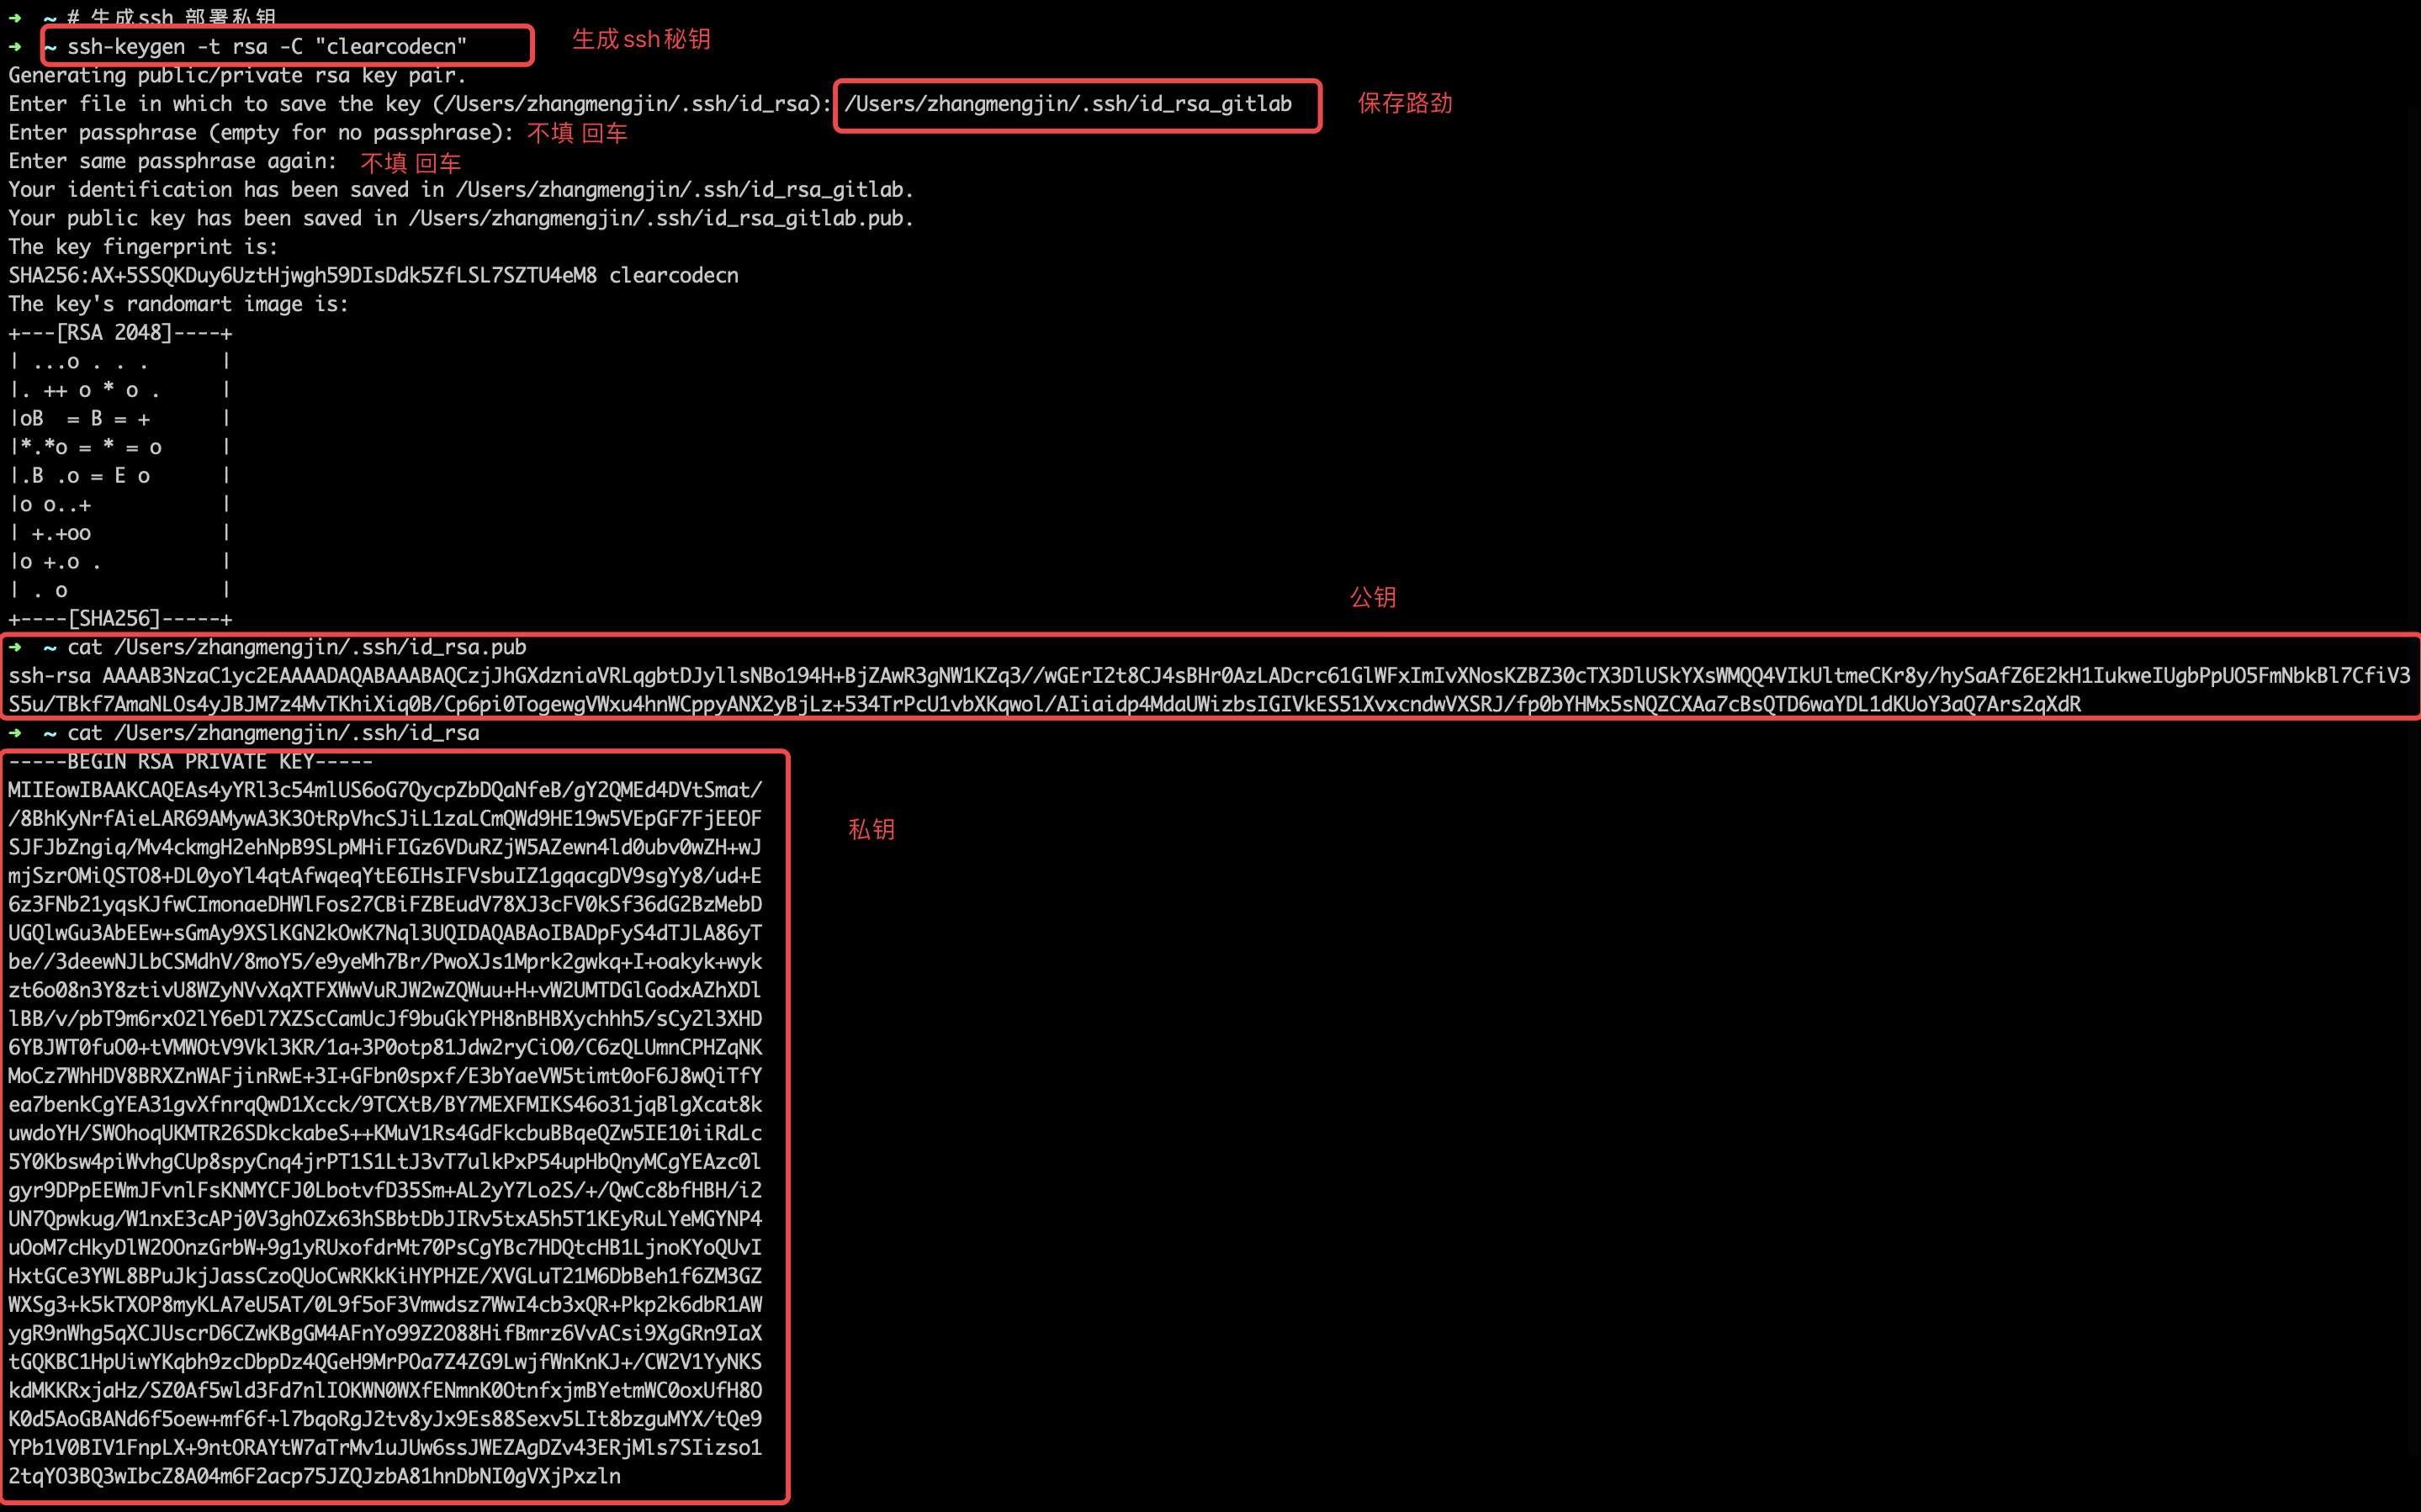 ➜ ~ # 生成ssh 部署私钥
➜ ~ ssh-keygen -t rsa -C "clearcodecn" 生成ssh秘钥
Generating public/private rsa key pair.
Enter file in which to save the key (/Users/zhangmengjin/.ssh/id_rsa): /Users/zhangmengjin/.ssh/id_rsa_gitlab 保存路劲
Enter passphrase (empty for no passphrase): 不填 回车
Enter same passphrase again: 不填 回车
Your identification has been saved in /Users/zhangmengjin/.ssh/id_rsa_gitlab.
Your public key has been saved in /Users/zhangmengjin/.ssh/id_rsa_gitlab.pub.
The key fingerprint is:
SHA256:AX+5SSQKDuy6UztHjwgh59DIsDdk5ZfLSL7SZTU4eM8 clearcodecn
The key's randomart image is:
+---[RSA 2048]----+
| ...o . . .      |
|. ++ o * o .     |
|oB  = B = +      |
|*.*o = * = o     |
|.B .o = E o      |
|o o..+           |
| +.+oo           |
|o +.o .          |
| . o             |
+----[SHA256]-----+
公钥
➜ ~ cat /Users/zhangmengjin/.ssh/id_rsa.pub
ssh-rsa AAAAB3NzaC1yc2EAAAADAQABAAABAQCzjJhGXdzniaVRLqgbtDJyllsNBo194H+BjZAwR3gNW1KZq3//wGErI2t8CJ4sBHr0AzLADcrc61GlWFxImIvXNosKZBZ30cTX3DlUSkYXsWMQQ4VIkUltmeCKr8y/hySaAfZ6E2kH1IukweIUgbPpUO5FmNbkBl7CfiV3
S5u/TBkf7AmaNLOs4yJBJM7z4MvTKhiXiq0B/Cp6pi0TogewgVWxu4hnWCppyANX2yBjLz+534TrPcU1vbXKqwol/AIiaidp4MdaUWizbsIGIVkES51XvxcndwVXSRJ/fp0bYHMx5sNQZCXAa7cBsQTD6waYDL1dKUoY3aQ7Ars2qXdR
➜ ~ cat /Users/zhangmengjin/.ssh/id_rsa
-----BEGIN RSA PRIVATE KEY-----
MIIEowIBAAKCAQEAs4yYRl3c54mlUS6oG7QycpZbDQaNfeB/gY2QMEd4DVtSmat/
/8BhKyNrfAieLAR69AMywA3K3OtRpVhcSJiL1zaLCmQWd9HE19w5VEpGF7FjEEOF
SJFJbZngiq/Mv4ckmgH2ehNpB9SLpMHiFIGz6VDuRZjW5AZewn4ld0ubv0wZH+wJ
mjSzrOMiQSTO8+DL0yoYl4qtAfwqeqYtE6IHsIFVsbuIZ1gqacgDV9sgYy8/ud+E
6z3FNb21yqsKJfwCImonaeDHWlFos27CBiFZBEudV78XJ3cFV0kSf36dG2BzMebD
UGQlwGu3AbEEw+sGmAy9XSlKGN2kOwK7Nql3UQIDAQABAoIBADpFyS4dTJLA86yT
be//3deewNJLbCSMdhV/8moY5/e9yeMh7Br/PwoXJs1Mprk2gwkq+I+oakyk+wyk
zt6o08n3Y8ztivU8WZyNVvXqXTFXWwVuRJW2wZQWuu+H+vW2UMTDGlGodxAZhXDl
lBB/v/pbT9m6rxO2lY6eDl7XZScCamUcJf9buGkYPH8nBHBXychhh5/sCy2l3XHD
6YBJWT0fuO0+tVMWOtV9Vkl3KR/1a+3P0otp81Jdw2ryCiO0/C6zQLUmnCPHZqNK
MoCz7WhHDV8BRXZnWAFjinRwE+3I+GFbn0spxf/E3bYaeVW5timt0oF6J8wQiTfY
ea7benkCgYEA31gvXfnrqQwD1Xcck/9TCXtB/BY7MEXFMIKS46o31jqBlgXcat8k
uwdoYH/SWOhoqUKMTR26SDkckabeS++KMuV1Rs4GdFkcbuBBqeQZw5IE10iiRdLc
5Y0Kbsw4piWvhgCUp8spyCnq4jrPT1S1LtJ3vT7ulkPxP54upHbQnyMCgYEAzc0l
gyr9DPpEEWmJFvnlFsKNMYCFJ0LbotvfD35Sm+AL2yY7Lo2S/+/QwCc8bfHBH/i2
UN7Qpwkug/W1nxE3cAPj0V3ghOZx63hSBbtDbJIRv5txA5h5T1KEyRuLYeMGYNP4
uOoM7cHkyDlW2OOnzGrbW+9g1yRUxofdrMt70PsCgYBc7HDQtcHB1LjnoKYoQUvI
HxtGCe3YWL8BPuJkjJassCzoQUoCwRKkKiHYPHZE/XVGLuT21M6DbBeh1f6ZM3GZ
WXSg3+k5kTXOP8myKLA7eU5AT/0L9f5oF3Vmwdsz7WwI4cb3xQR+Pkp2k6dbR1AW
ygR9nWhg5qXCJUscrD6CZwKBgGM4AFnYo99Z2O88HifBmrz6VvACsi9XgGRn9IaX
tGQKBC1HpUiwYKqbh9zcDbpDz4QGeH9MrPOa7Z4ZG9LwjfWnKnKJ+/CW2V1YyNKS
kdMKKRxjaHz/SZ0Af5wld3Fd7nlIOKWN0WXfENmnK0OtnfxjmBYetmWC0oxUfH8O
K0d5AoGBANd6f5oew+mf6f+l7bqoRgJ2tv8yJx9Es88Sexv5LIt8bzguMYX/tQe9
YPb1V0BIV1FnpLX+9ntORAYtW7aTrMv1uJUw6ssJWEZAgDZv43ERjMls7SIizso1
2tqYO3BQ3wIbcZ8A04m6F2acp75JZQJzbA81hnDbNI0gVXjPxzln
私钥